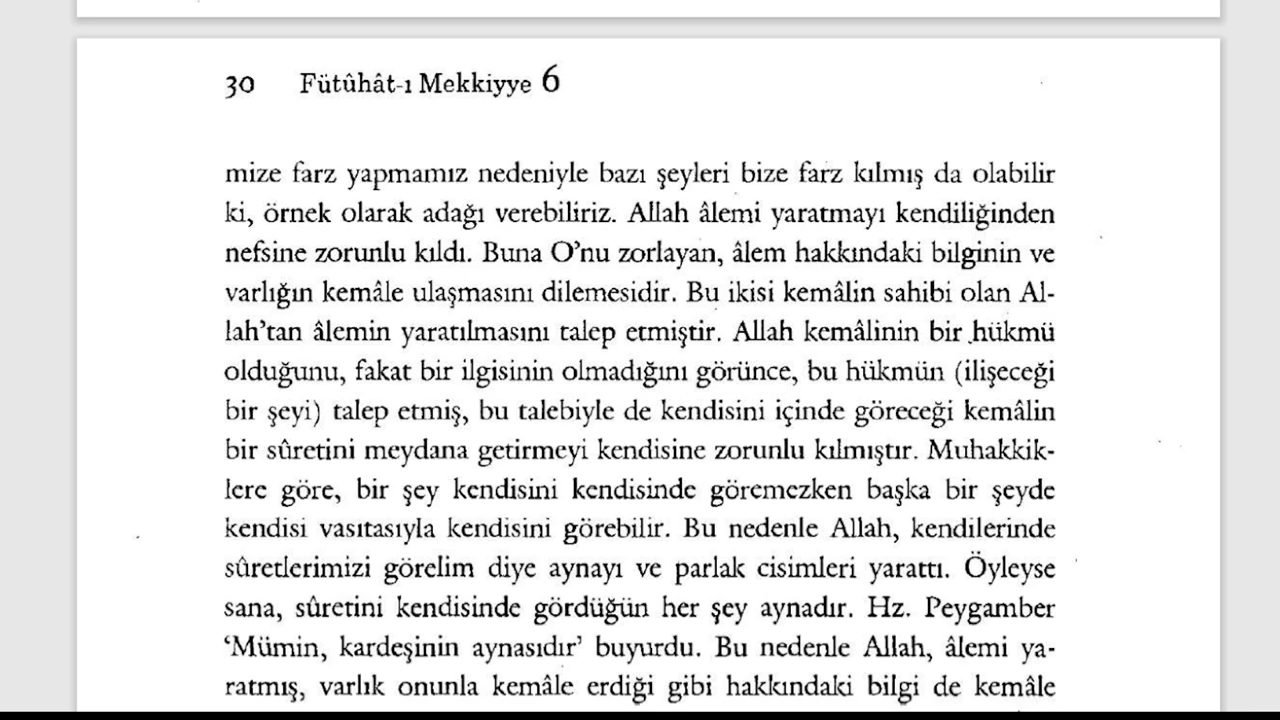 30 Fütûhât-ı Mekkiyye 6
mize farz yapmamız nedeniyle bazı şeyleri bize farz kılmış da olabilir
ki, örnek olarak adağı verebiliriz. Allah âlemi yaratmayı kendiliğinden
nefsine zorunlu kıldı. Buna O’nu zorlayan, âlem hakkındaki bilginin ve
varlığın kemâle ulaşmasını dilemesidir. Bu ikisi kemâlin sahibi olan Al-
lah’tan âlemin yaratılmasını talep etmiştir. Allah kemâlinin bir hükmü
olduğunu, fakat bir ilgisinin olmadığını görünce, bu hükmün (ilişeceği
bir şeyi) talep etmiş, bu talebiyle de kendisini içinde göreceği kemâlin
bir sûretini meydana getirmeyi kendisine zorunlu kılmıştır. Muhakkik-
lere göre, bir şey kendisini kendisinde göremezken başka bir şeyde
kendisi vasıtasıyla kendisini görebilir. Bu nedenle Allah, kendilerinde
sûretlerimizi görelim diye aynayı ve parlak cisimleri yarattı. Öyleyse
sana, sûretini kendisinde gördüğün her şey aynadır. Hz. Peygamber
‘Mümin, kardeşinin aynasıdır’ buyurdu. Bu nedenle Allah, âlemi ya-
ratmış, varlık onunla kemâle erdiği gibi hakkındaki bilgi de kemâle